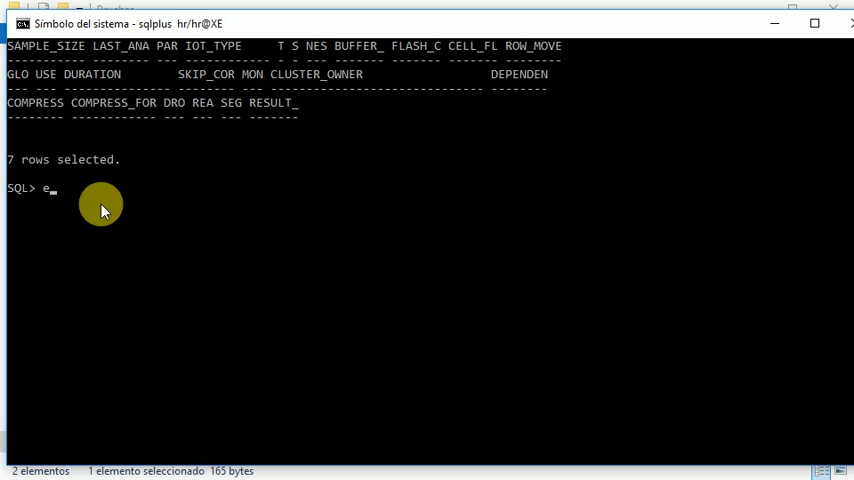 Pruebas
Símbolo del sistema - sqlplus hr/hr@XE
SAMPLE_SIZE LAST_ANA PAR IOT_TYPE     T S NES BUFFER_ FLASH_C CELL_FL ROW_MOVE
----------- -------- --- ------------ - - --- ------- ------- ------- --------
GLO USE DURATION        SKIP_COR MON CLUSTER_OWNER                  DEPENDEN
--- --- --------------- -------- --- ------------------------------ --------
COMPRESS COMPRESS_FOR DRO REA SEG RESULT_
-------- ------------ --- --- --- -------
7 rows selected.
SQL> e_
2 elementos 1 elemento seleccionado 165 bytes